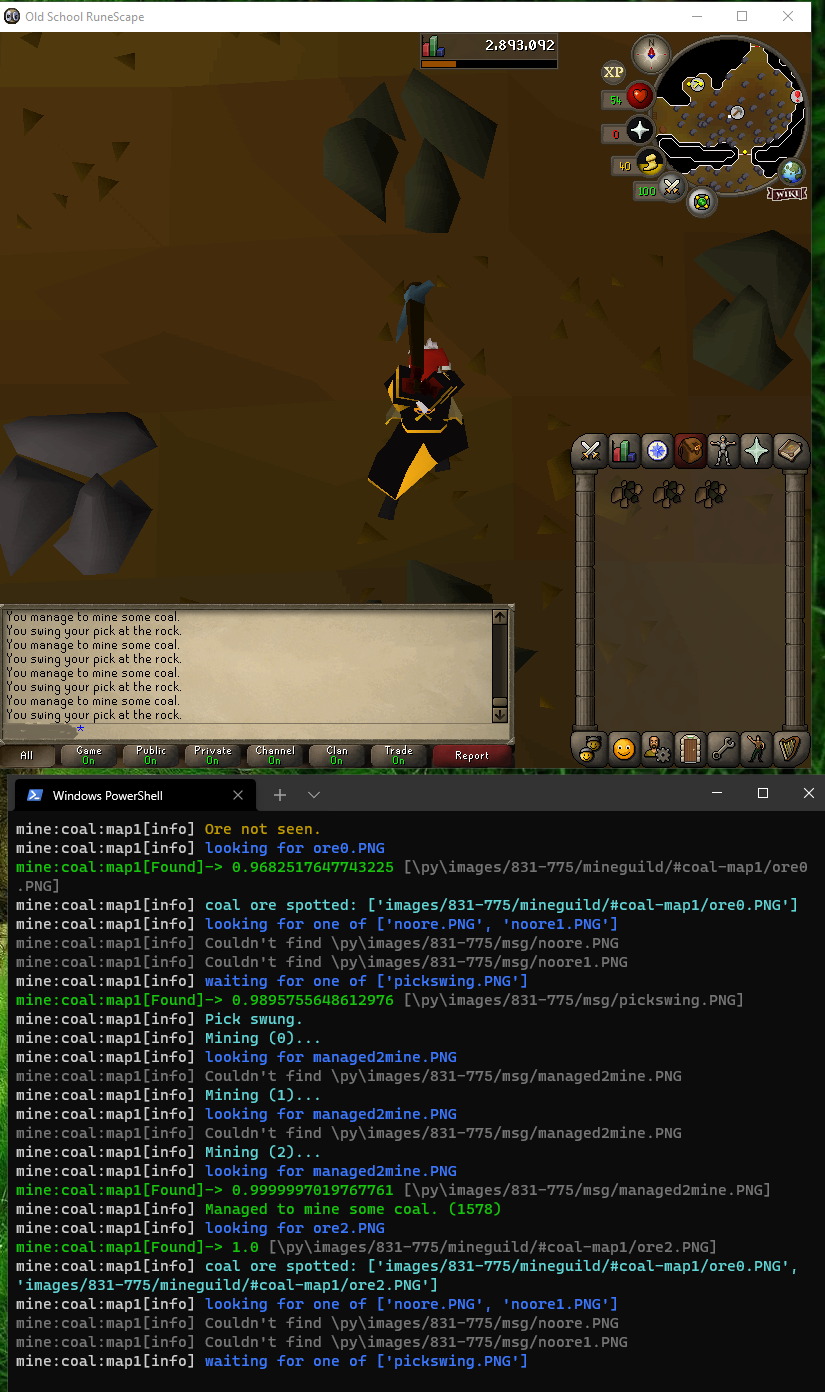 Old School RuneScape
2,893,092
XP
N
54
0
40
100
WIKI
You manage to mine some coal.
You swing your pick at the rock.
You manage to mine some coal.
You swing your pick at the rock.
You manage to mine some coal.
You swing your pick at the rock.
You manage to mine some coal.
You swing your pick at the rock.
*
All
Game
On
Public
On
Private
On
Channel
On
Clan
On
Trade
On
Report
Windows PowerShell
mine:coal:map1[info] Ore not seen.
mine:coal:map1[info] looking for ore0.PNG
mine:coal:map1[Found]-> 0.9682517647743225 [\py\images/831-775/mineguild/#coal-map1/ore0
.PNG]
mine:coal:map1[info] coal ore spotted: ['images/831-775/mineguild/#coal-map1/ore0.PNG']
mine:coal:map1[info] looking for one of ['noore.PNG', 'noore1.PNG']
mine:coal:map1[info] Couldn't find \py\images/831-775/msg/noore.PNG
mine:coal:map1[info] Couldn't find \py\images/831-775/msg/noore1.PNG
mine:coal:map1[info] waiting for one of ['pickswing.PNG']
mine:coal:map1[Found]-> 0.9895755648612976 [\py\images/831-775/msg/pickswing.PNG]
mine:coal:map1[info] Pick swung.
mine:coal:map1[info] Mining (0)...
mine:coal:map1[info] looking for managed2mine.PNG
mine:coal:map1[info] Couldn't find \py\images/831-775/msg/managed2mine.PNG
mine:coal:map1[info] Mining (1)...
mine:coal:map1[info] looking for managed2mine.PNG
mine:coal:map1[info] Couldn't find \py\images/831-775/msg/managed2mine.PNG
mine:coal:map1[info] Mining (2)...
mine:coal:map1[info] looking for managed2mine.PNG
mine:coal:map1[Found]-> 0.9999997019767761 [\py\images/831-775/msg/managed2mine.PNG]
mine:coal:map1[info] Managed to mine some coal. (1578)
mine:coal:map1[info] looking for ore2.PNG
mine:coal:map1[Found]-> 1.0 [\py\images/831-775/mineguild/#coal-map1/ore2.PNG]
mine:coal:map1[info] coal ore spotted: ['images/831-775/mineguild/#coal-map1/ore0.PNG',
'images/831-775/mineguild/#coal-map1/ore2.PNG']
mine:coal:map1[info] looking for one of ['noore.PNG', 'noore1.PNG']
mine:coal:map1[info] Couldn't find \py\images/831-775/msg/noore.PNG
mine:coal:map1[info] Couldn't find \py\images/831-775/msg/noore1.PNG
mine:coal:map1[info] waiting for one of ['pickswing.PNG']